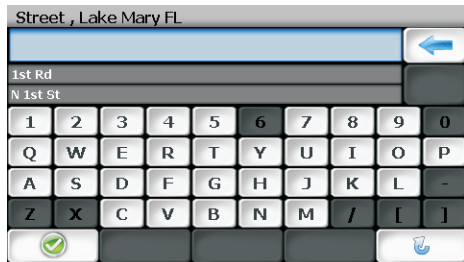 Street , Lake Mary FL
1st Rd
N 1st St
1 2 3 4 5 6 7 8 9 0
Q W E R T Y U I O P
A S D F G H J K L -
Z X C V B N M / [ ]